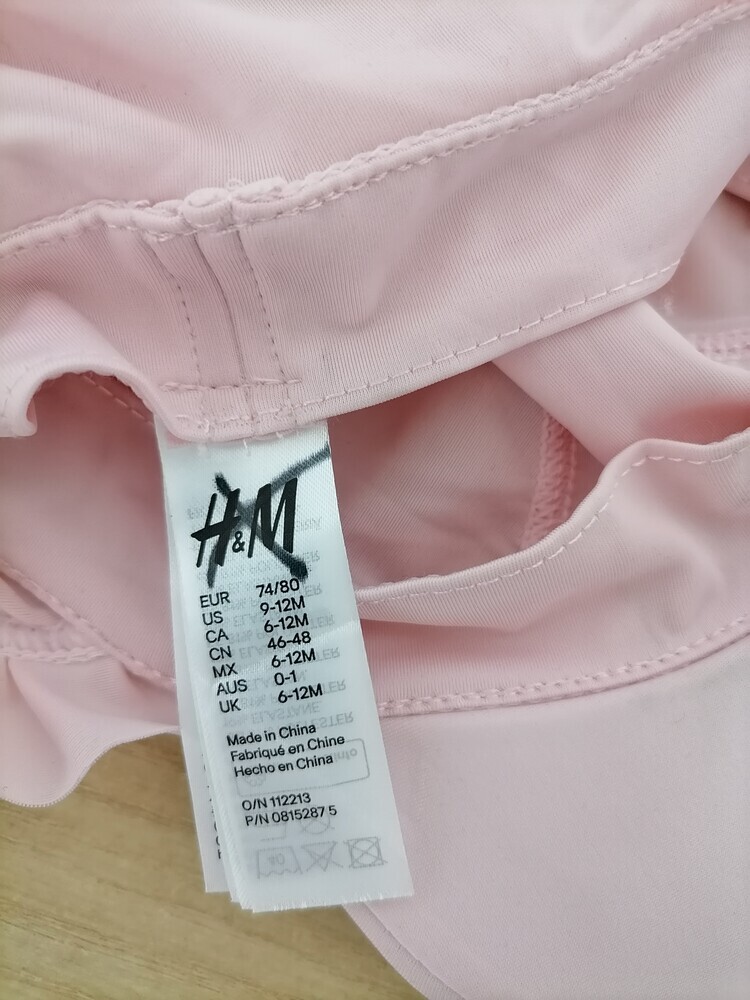 H&M
EUR 74/80
US 9-12M
CA 6-12M
CN 46-48
MX 6-12M
AUS 0-1
UK 6-12M
Made in China
Fabriqué en Chine
Hecho en China
O/N 112213
P/N 0815287 5